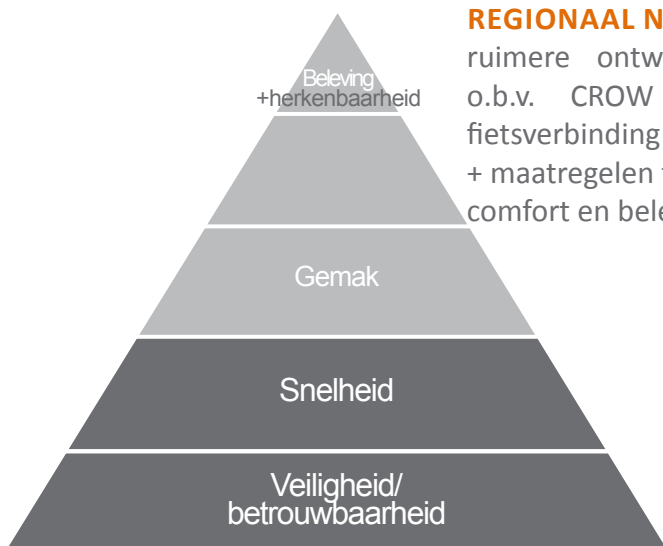 REGIONAAL N
ruimere ontw
o.b.v. CROW
fietsverbinding
+ maatregelen
comfort en bele
Beleving
+herkenbaarheid
Gemak
Snelheid
Veiligheid/
betrouwbaarheid